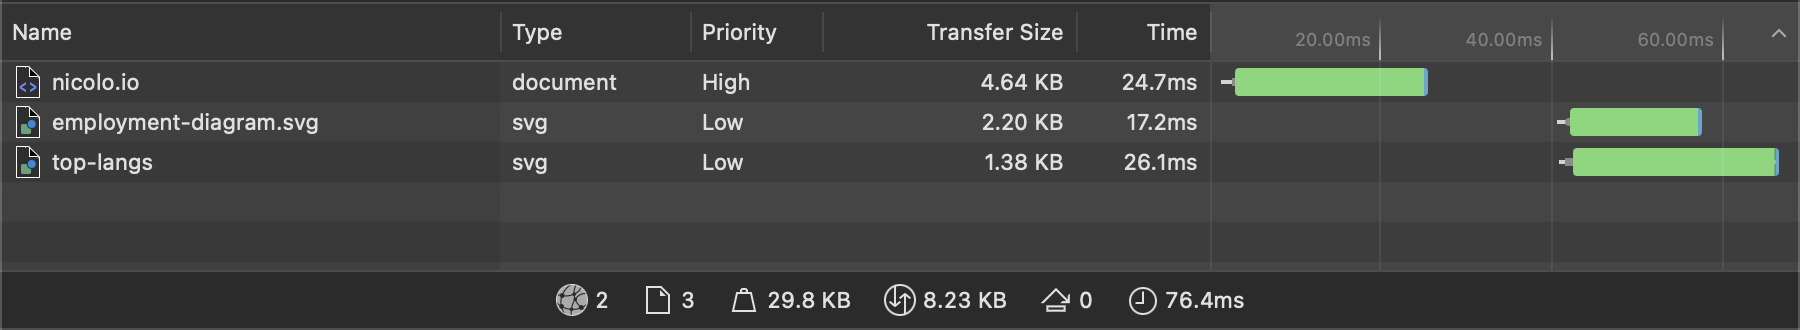 Name Type Priority Transfer Size Time 20.00ms 40.00ms 60.00ms
nicolo.io document High 4.64 KB 24.7ms
employment-diagram.svg svg Low 2.20 KB 17.2ms
top-langs svg Low 1.38 KB 26.1ms
2 3 29.8 KB 8.23 KB 0 76.4ms